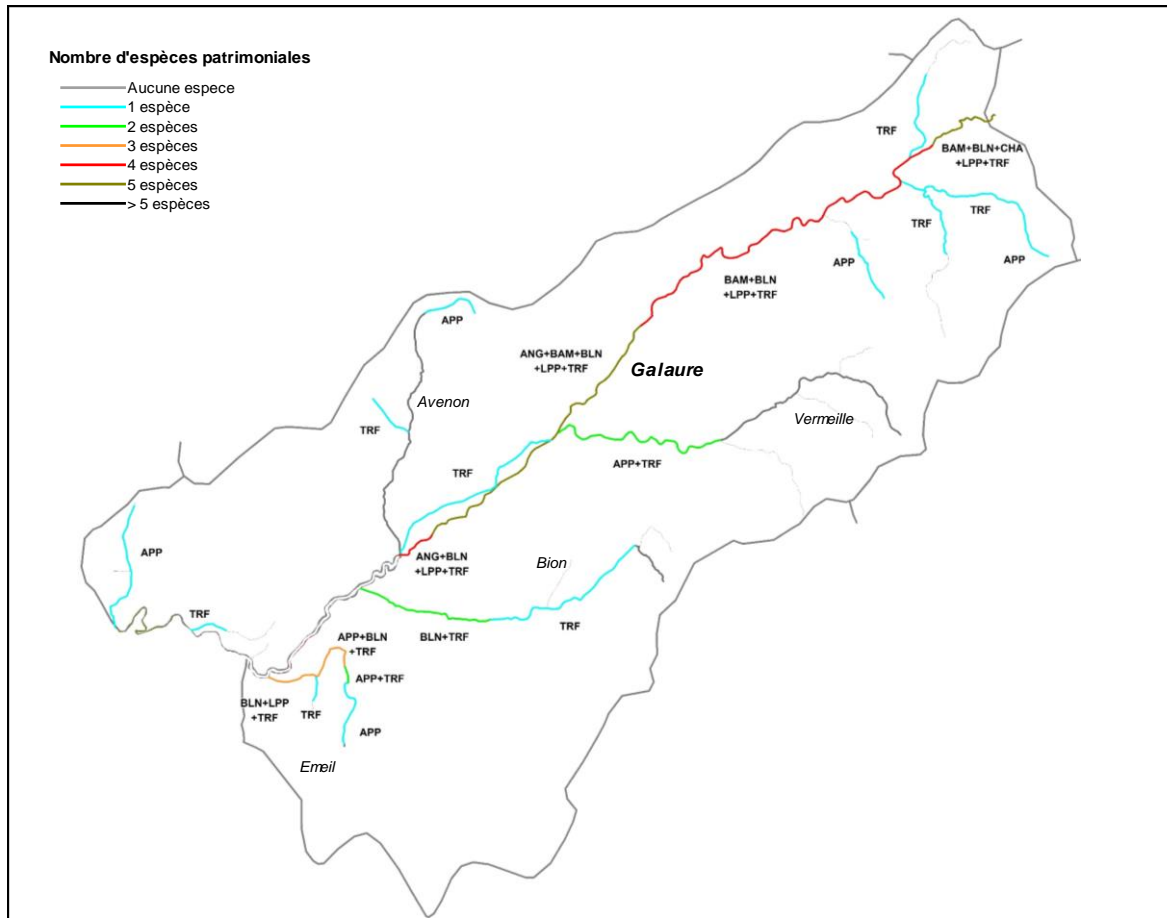 Nombre d'espèces patrimoniales
Aucune espece
1 espèce
2 espèces
3 espèces
4 espèces
5 espèces
> 5 espèces
TRF
BAM+BLN+CHA
+LPP+TRF
TRF
TRF
APP
APP
BAM+BLN
+LPP+TRF
APP
ANG+BAM+BLN
+LPP+TRF
Galaure
Avenon
Vermeille
TRF
TRF
APP+TRF
APP
ANG+BLN
+LPP+TRF
Bion
TRF
BLN+TRF
TRF
APP+BLN
+TRF
APP+TRF
BLN+LPP
+TRF
TRF
APP
Emeil